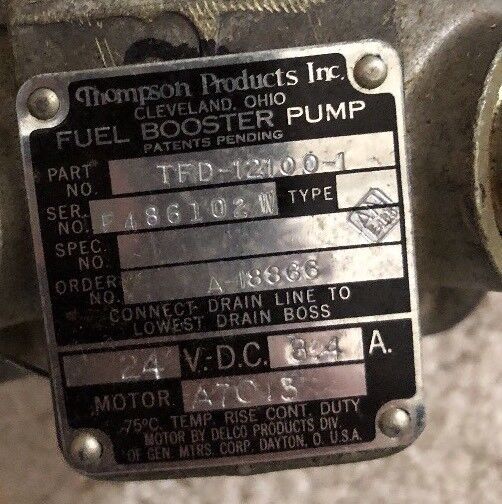 Thompson Products Inc.
CLEVELAND, OHIO
FUEL BOOSTER PUMP
PATENTS PENDING
PART NO. TFD-12100-1
SER. NO. F486102W TYPE
SPEC. NO.
ORDER NO. A-18866
CONNECT DRAIN LINE TO
LOWEST DRAIN BOSS
24 V.-D.C. 8.4 A.
MOTOR A7015
75°C. TEMP. RISE CONT. DUTY
MOTOR BY DELCO PRODUCTS DIV.
OF GEN. MTRS. CORP. DAYTON, O. U.S.A.